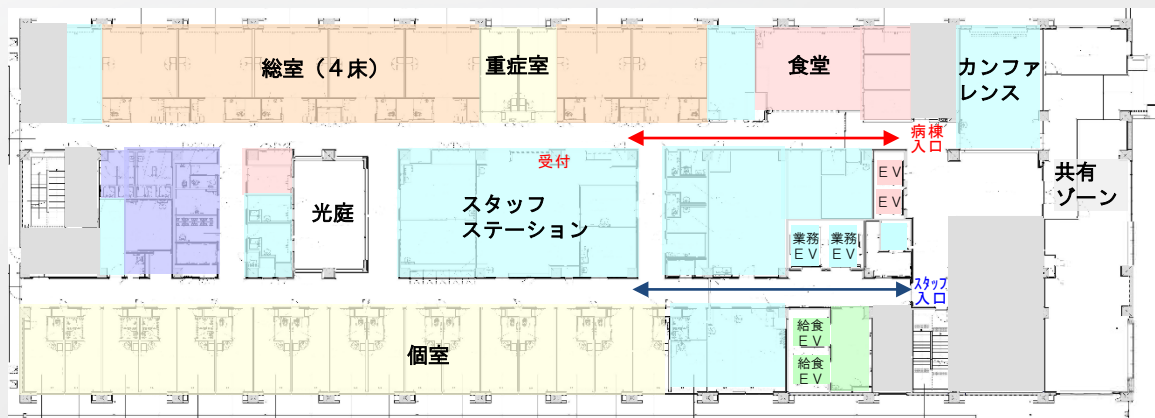 総室（４床）
重症室
食堂
カンファ
レンス
病棟
入口
受付
ＥＶ
ＥＶ
共有
ゾーン
光庭
スタッフ
ステーション
業務
ＥＶ
業務
ＥＶ
スタッフ
入口
個室
給食
ＥＶ
給食
ＥＶ